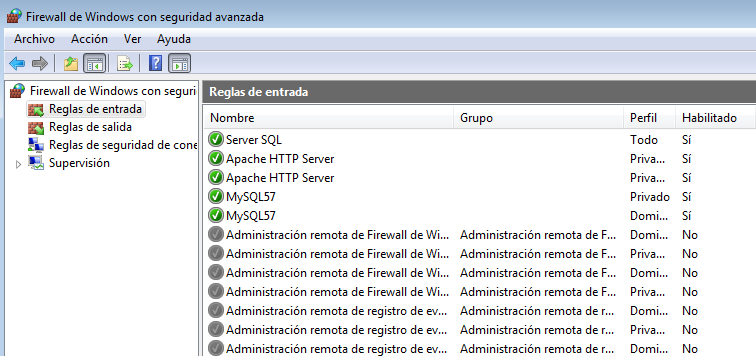 Firewall de Windows con seguridad avanzada
Archivo Acción Ver Ayuda
Firewall de Windows con seguri
Reglas de entrada
Reglas de salida
Reglas de seguridad de cone
Supervisión
Reglas de entrada
Nombre Grupo Perfil Habilitado
Server SQL Todo Sí
Apache HTTP Server Priva... Sí
Apache HTTP Server Priva... Sí
MySQL57 Privado Sí
MySQL57 Domi... Sí
Administración remota de Firewall de Wi... Administración remota de F... Domi... No
Administración remota de Firewall de Wi... Administración remota de F... Priva... No
Administración remota de Firewall de Wi... Administración remota de F... Domi... No
Administración remota de Firewall de Wi... Administración remota de F... Priva... No
Administración remota de registro de ev... Administración remota de r... Domi... No
Administración remota de registro de ev... Administración remota de r... Priva... No
Administración remota de registro de ev... Administración remota de r... Domi... No